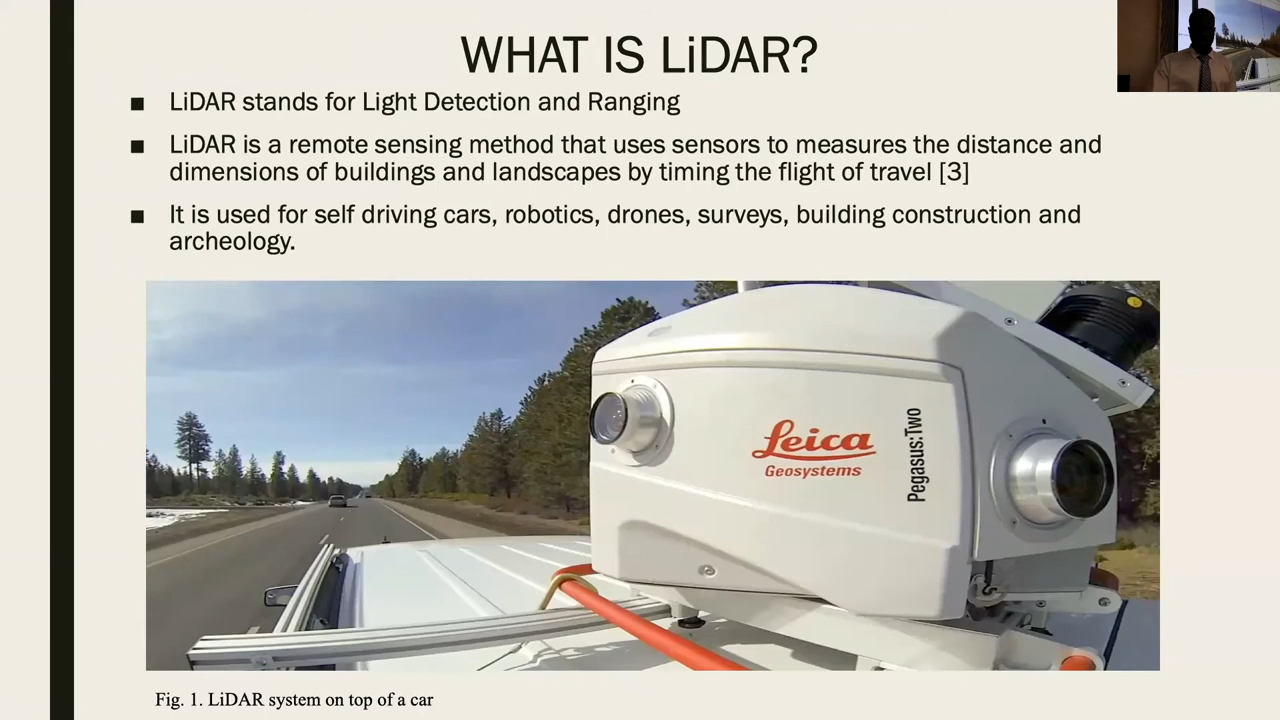 WHAT IS LiDAR?
■ LiDAR stands for Light Detection and Ranging
■ LiDAR is a remote sensing method that uses sensors to measures the distance and
dimensions of buildings and landscapes by timing the flight of travel [3]
■ It is used for self driving cars, robotics, drones, surveys, building construction and
archeology.
Leica
Geosystems
Pegasus:Two
Fig. 1. LiDAR system on top of a car